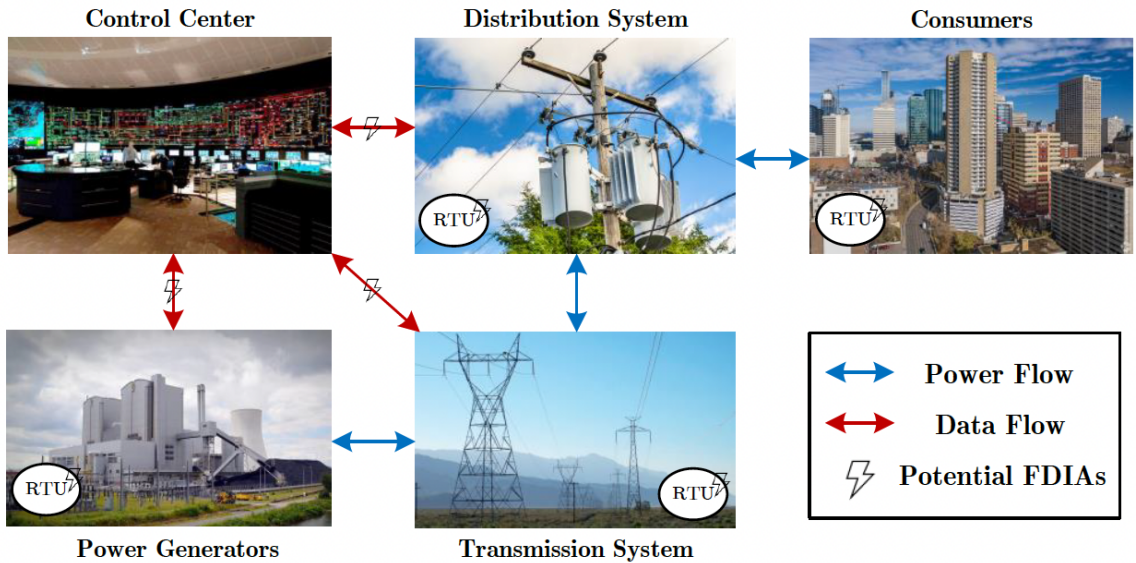 Control Center
Distribution System
Consumers
RTU
RTU
Power Flow
Data Flow
Potential FDIAs
RTU
RTU
Power Generators
Transmission System